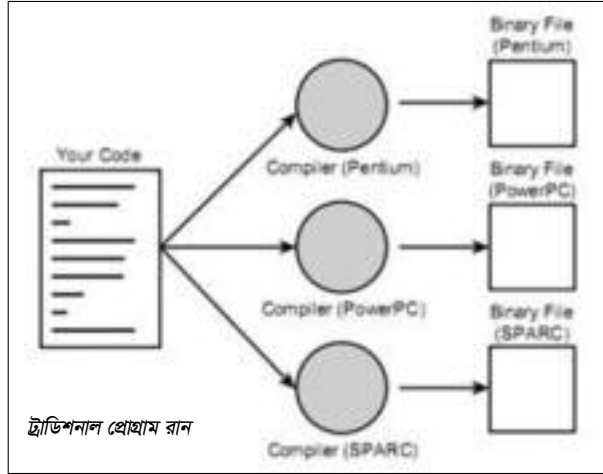 Binary File
(Pentium)
Your Code
Compiler (Pentium)
Binary File
(PowerPC)
Compiler (PowerPC)
Binary File
(SPARC)
ট্রাডিশনাল প্রোগ্রাম রান
Compiler (SPARC)